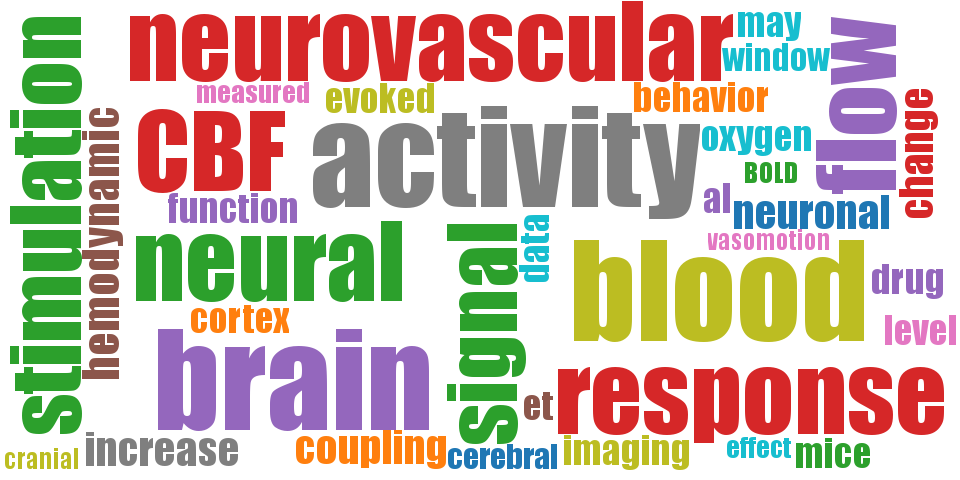 neurovascular
may
window
flow
stimulation
measured
evoked
behavior
hemodynamic
CBF
activity
oxygen
change
BOLD
function
al
neuronal
neural
signal
data
vasomotion
blood
drug
cortex
level
brain
response
et
increase
coupling
cerebral
imaging
effect
mice
cranial